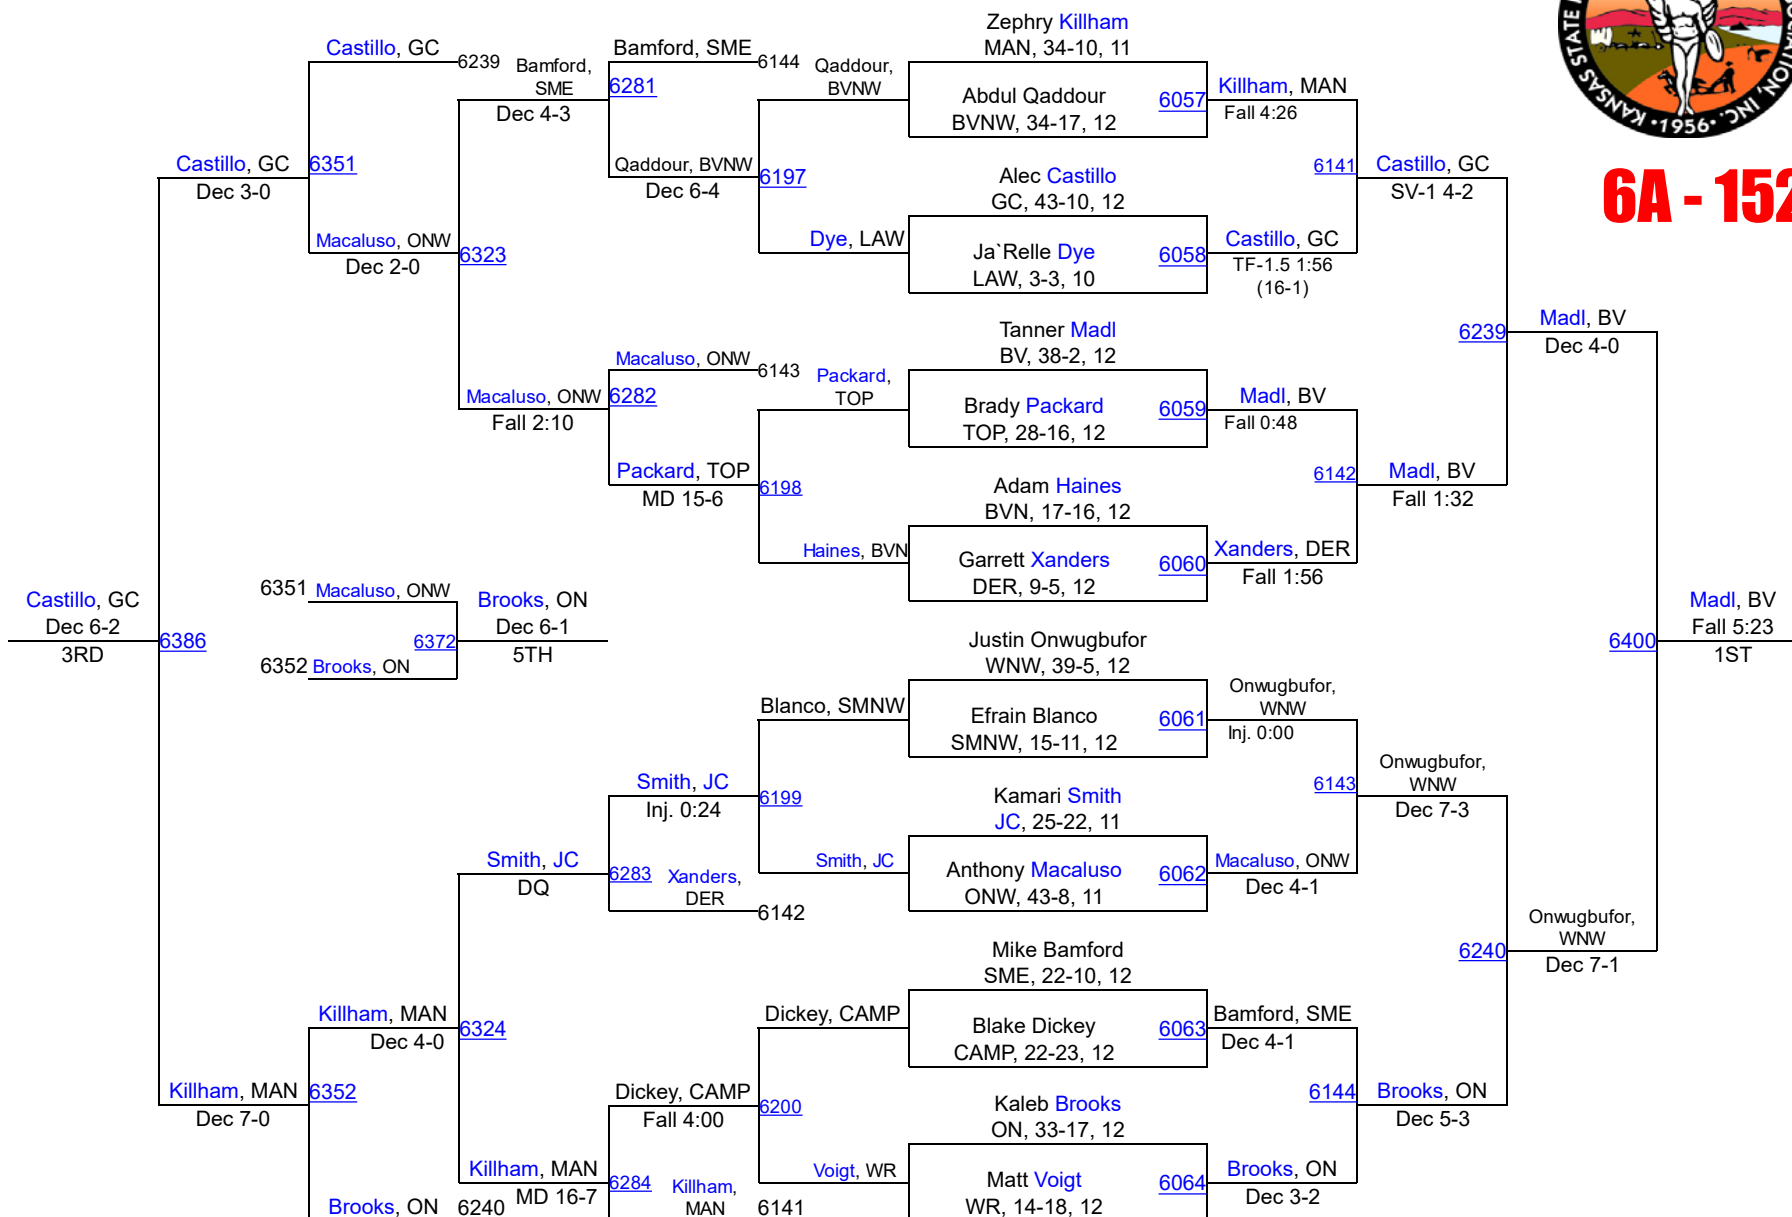 Castillo, GC
6239
Bamford,
SME
Dec 4-3
Bamford, SME
6144
6281
Qaddour,
BVNW
Qaddour, BVNW
Dec 6-4
6197
Dye, LAW
Zephry Killham
MAN, 34-10, 11
Abdul Qaddour
BVNW, 34-17, 12
6057
Killham, MAN
Fall 4:26
Alec Castillo
GC, 43-10, 12
Ja`Relle Dye
LAW, 3-3, 10
6058
Castillo, GC
TF-1.5 1:56
(16-1)
6141
Castillo, GC
SV-1 4-2
KANSAS STATE
CIATION, INC.
•1956•
6A - 152
Castillo, GC
Dec 3-0
6351
Macaluso, ONW
Dec 2-0
6323
Macaluso, ONW
Fall 2:10
6282
Macaluso, ONW
6143
Packard,
TOP
Packard, TOP
MD 15-6
6198
Haines, BVN
Tanner Madl
BV, 38-2, 12
Brady Packard
TOP, 28-16, 12
6059
Madl, BV
Fall 0:48
Adam Haines
BVN, 17-16, 12
Garrett Xanders
DER, 9-5, 12
6060
Xanders, DER
Fall 1:56
6142
Madl, BV
Fall 1:32
6239
Madl, BV
Dec 4-0
Castillo, GC
Dec 6-2
3RD
6386
6351
Macaluso, ONW
6352
Brooks, ON
6372
Brooks, ON
Dec 6-1
5TH
Madl, BV
Fall 5:23
1ST
6400
Justin Onwugbufor
WNW, 39-5, 12
Efrain Blanco
SMNW, 15-11, 12
6061
Onwugbufor,
WNW
Inj. 0:00
Blanco, SMNW
Smith, JC
Inj. 0:24
6199
Smith, JC
Kamari Smith
JC, 25-22, 11
Anthony Macaluso
ONW, 43-8, 11
6062
Macaluso, ONW
Dec 4-1
6143
Onwugbufor,
WNW
Dec 7-3
Smith, JC
DQ
6283
Xanders,
DER
6142
Mike Bamford
SME, 22-10, 12
Blake Dickey
CAMP, 22-23, 12
6063
Bamford, SME
Dec 4-1
6240
Onwugbufor,
WNW
Dec 7-1
Killham, MAN
Dec 4-0
6324
Dickey, CAMP
Dickey, CAMP
Fall 4:00
6200
Voigt, WR
Kaleb Brooks
ON, 33-17, 12
Matt Voigt
WR, 14-18, 12
6064
Brooks, ON
Dec 3-2
6144
Brooks, ON
Dec 5-3
Killham, MAN
Dec 7-0
6352
Killham, MAN
MD 16-7
6284
Killham,
MAN
6141
Brooks, ON
6240